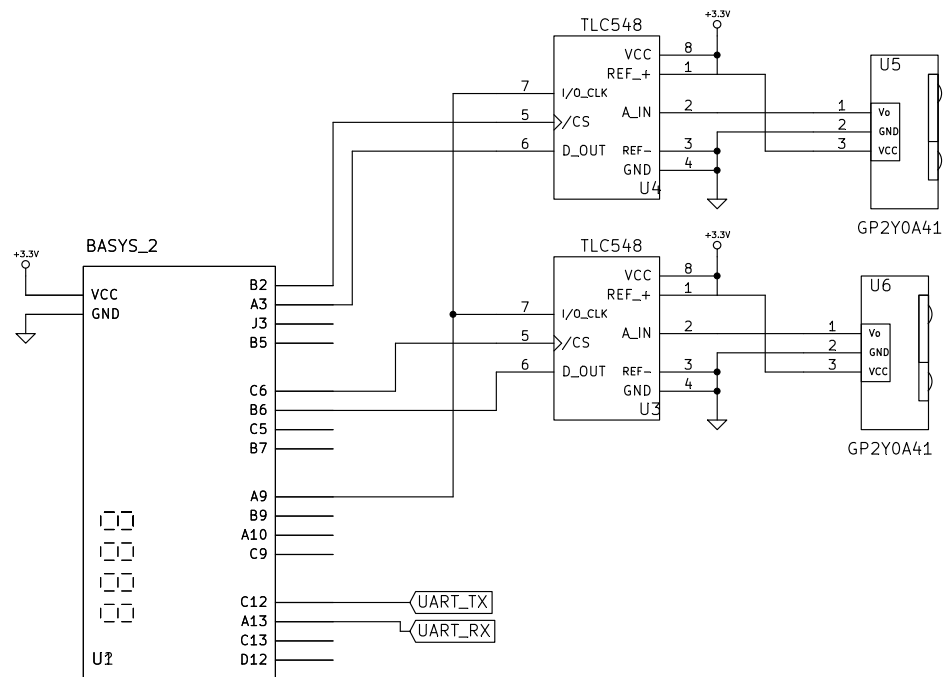 TLC548
+3.3V
7 I/O_CLK
5 /CS
6 D_OUT
VCC 8
REF_+ 1
A_IN 2
REF- 3
GND 4
U4
U5
1 Vo
2 GND
3 VCC
GP2Y0A41
TLC548
+3.3V
7 I/O_CLK
5 /CS
6 D_OUT
VCC 8
REF_+ 1
A_IN 2
REF- 3
GND 4
U3
U6
1 Vo
2 GND
3 VCC
GP2Y0A41
+3.3V
BASYS_2
VCC
GND
B2
A3
J3
B5
C6
B6
C5
B7
A9
B9
A10
C9
C12
A13
C13
D12
UART_TX
UART_RX